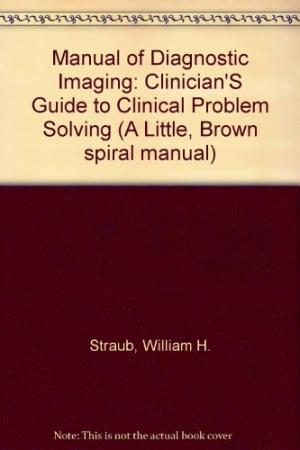 Manual of Diagnostic
Imaging: Clinician'S
Guide to Clinical Problem
Solving (A Little, Brown
spiral manual)
Straub, William H.
Note: This is not the actual book cover